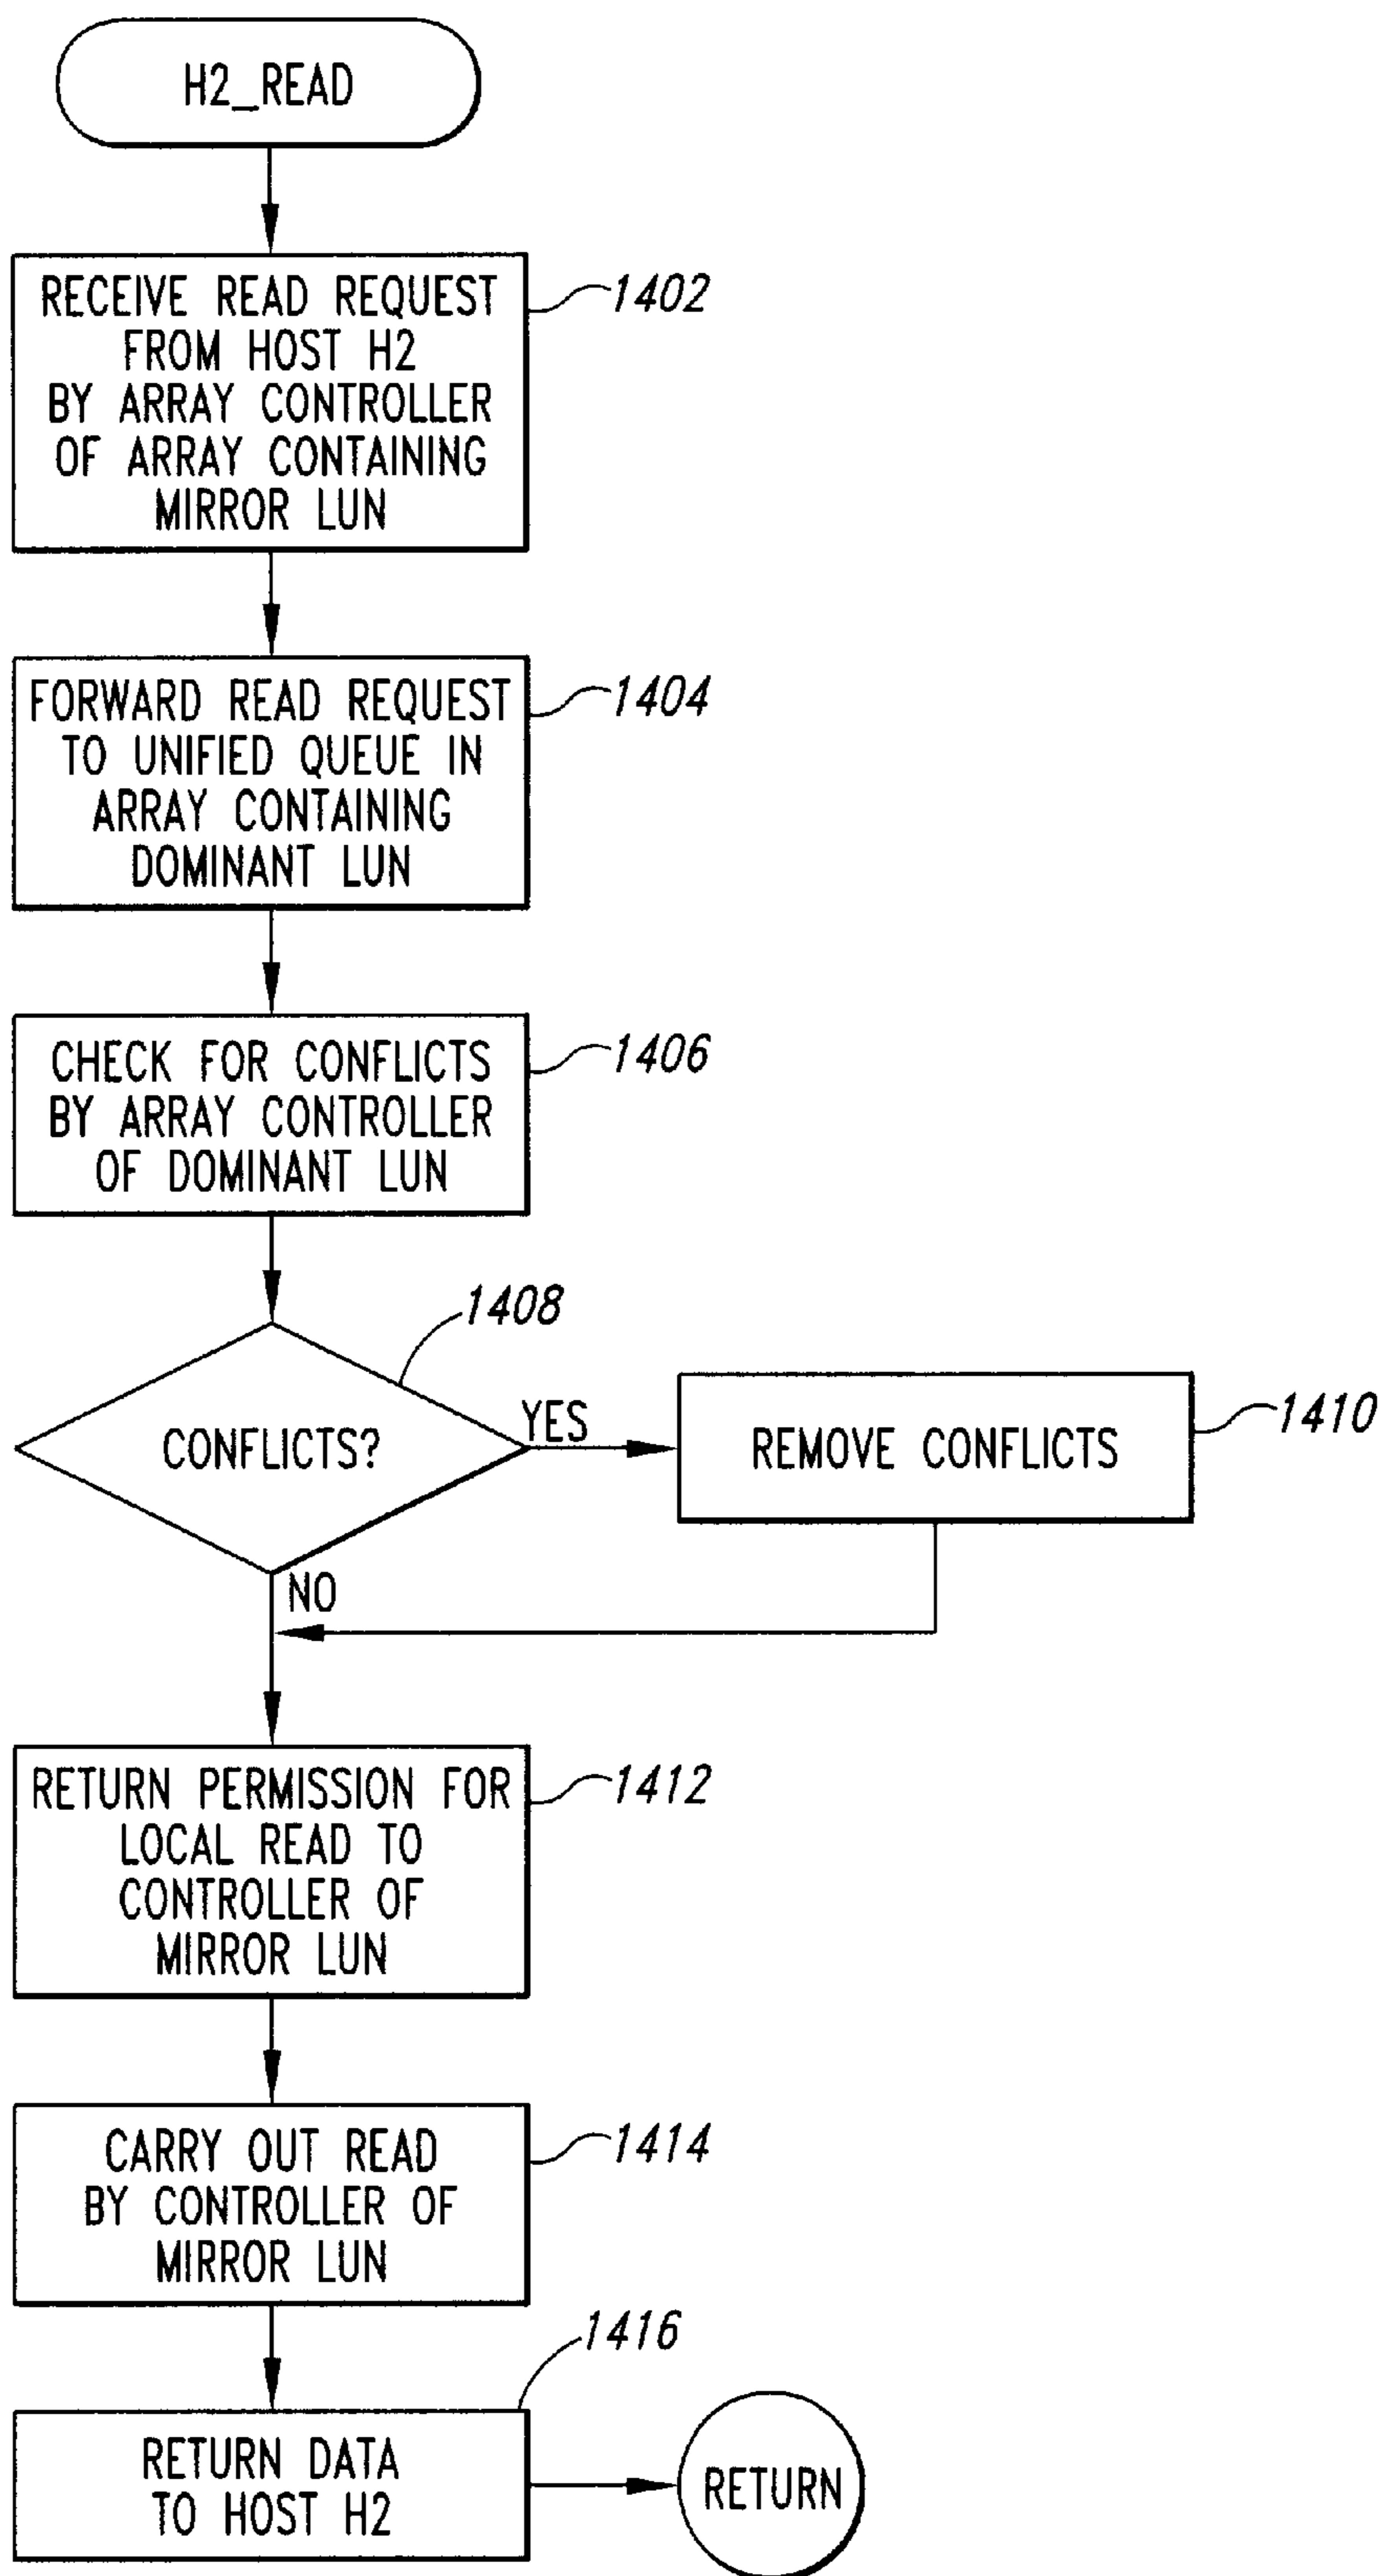 H2_READ
RECEIVE READ REQUEST
FROM HOST H2
BY ARRAY CONTROLLER
OF ARRAY CONTAINING
MIRROR LUN
1402
FORWARD READ REQUEST
TO UNIFIED QUEUE IN
ARRAY CONTAINING
DOMINANT LUN
1404
CHECK FOR CONFLICTS
BY ARRAY CONTROLLER
OF DOMINANT LUN
1406
1408
CONFLICTS?
YES
REMOVE CONFLICTS
1410
NO
RETURN PERMISSION FOR
LOCAL READ TO
CONTROLLER OF
MIRROR LUN
1412
CARRY OUT READ
BY CONTROLLER OF
MIRROR LUN
1414
1416
RETURN DATA
TO HOST H2
RETURN